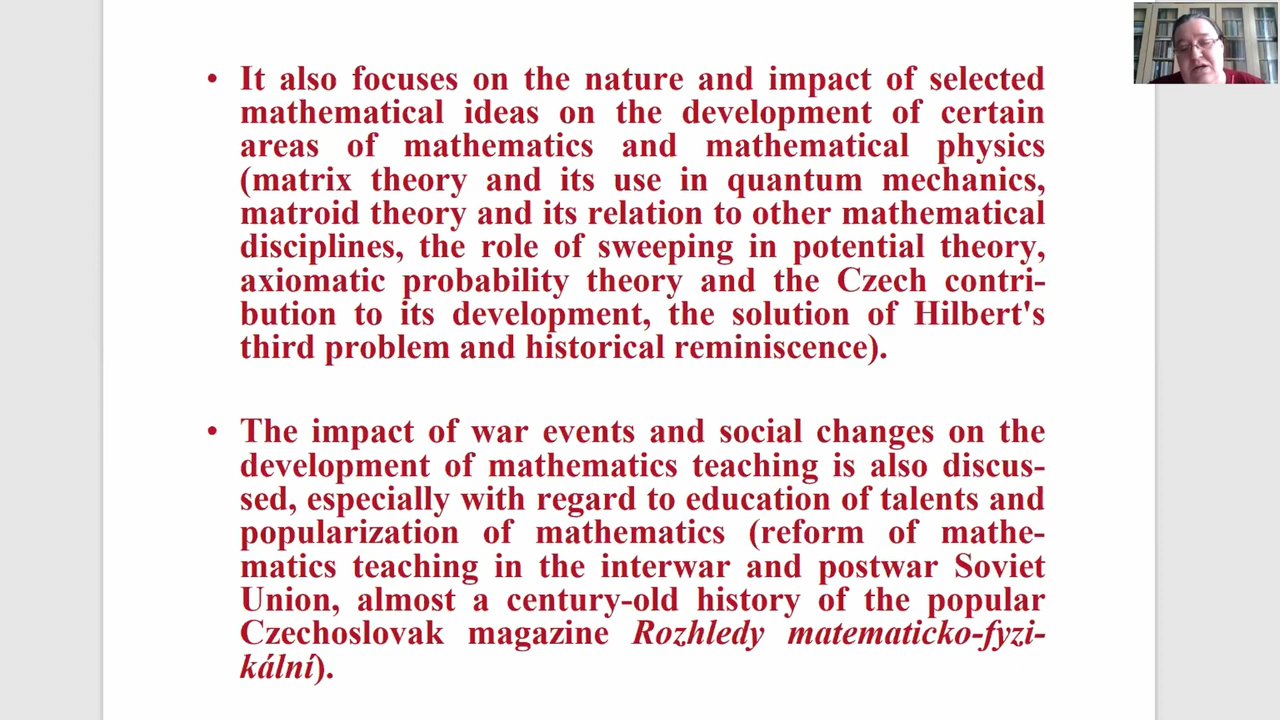 • It also focuses on the nature and impact of selected
mathematical ideas on the development of certain
areas of mathematics and mathematical physics
(matrix theory and its use in quantum mechanics,
matroid theory and its relation to other mathematical
disciplines, the role of sweeping in potential theory,
axiomatic probability theory and the Czech contri-
bution to its development, the solution of Hilbert's
third problem and historical reminiscence).
• The impact of war events and social changes on the
development of mathematics teaching is also discus-
sed, especially with regard to education of talents and
popularization of mathematics (reform of mathe-
matics teaching in the interwar and postwar Soviet
Union, almost a century-old history of the popular
Czechoslovak magazine Rozhledy matematicko-fyzi-
kální).